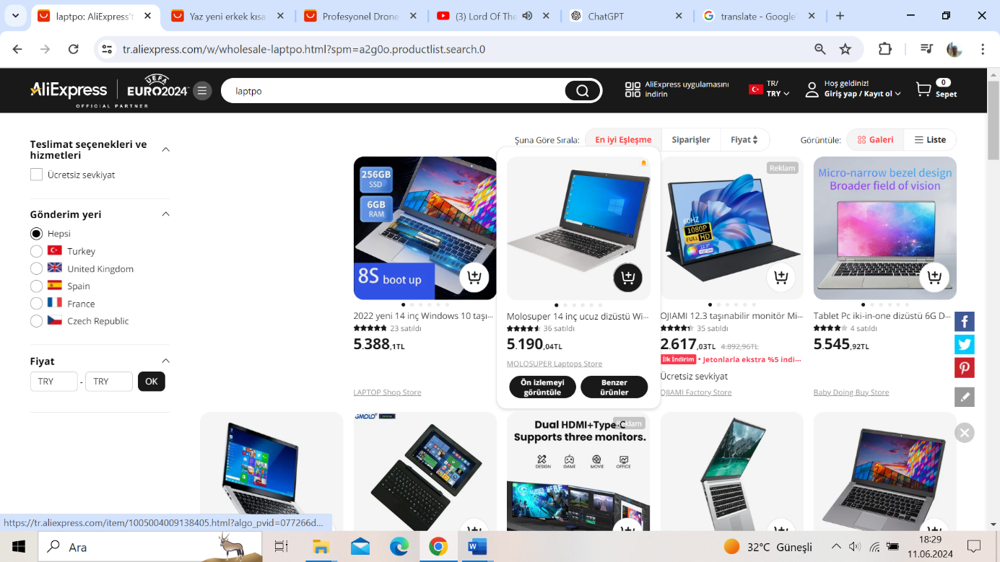 laptpo: AliExpress't
Yaz yeni erkek kısa
Profesyonel Drone
(3) Lord Of The
ChatGPT
translate - Google'
tr.aliexpress.com/w/wholesale-laptpo.html?spm=a2g0o.productlist.search.0
AliExpress
UEFA
EURO2024
OFFICIAL PARTNER
laptpo
AliExpress uygulamasını
indirin
TR/
TRY
Hoş geldiniz!
Giriş yap / Kayıt ol
0
Sepet
Teslimat seçenekleri ve
hizmetleri
Ücretsiz sevkiyat
Gönderim yeri
Hepsi
Turkey
United Kingdom
Spain
France
Czech Republic
Fiyat
TRY - TRY OK
Şuna Göre Sırala: En iyi Eşleşme Siparişler Fiyat
Görüntüle: Galeri Liste
256GB
SSD
6GB
RAM
8S boot up
2022 yeni 14 inç Windows 10 taşı...
23 satıldı
5.388,1TL
LAPTOP Shop Store
Molosuper 14 inç ucuz dizüstü Wi...
36 satıldı
5.190,04TL
MOLOSUPER Laptops Store
Ön izlemeyi
görüntüle
Benzer
ürünler
Reklam
60HZ
1080P
FULL HD
12.3"
OJIAMI 12.3 taşınabilir monitör Mi...
35 satıldı
2.617,03TL 4.892,96TL
İlk İndirim • Jetonlarla ekstra %5 indi...
Ücretsiz sevkiyat
OJIAMI Factory Store
Micro-narrow bezel design
Broader field of vision
Tablet Pc iki-in-one dizüstü 6G D...
4 satıldı
5.545,92TL
Baby Doing Buy Store
Reklam
Dual HDMI+Type-C
Supports three monitors.
DESIGN
GAME
MOVIE
OFFICE
https://tr.aliexpress.com/item/1005004009138405.html?algo_pvid=077266d...
Ara
32°C Güneşli
18:29
11.06.2024